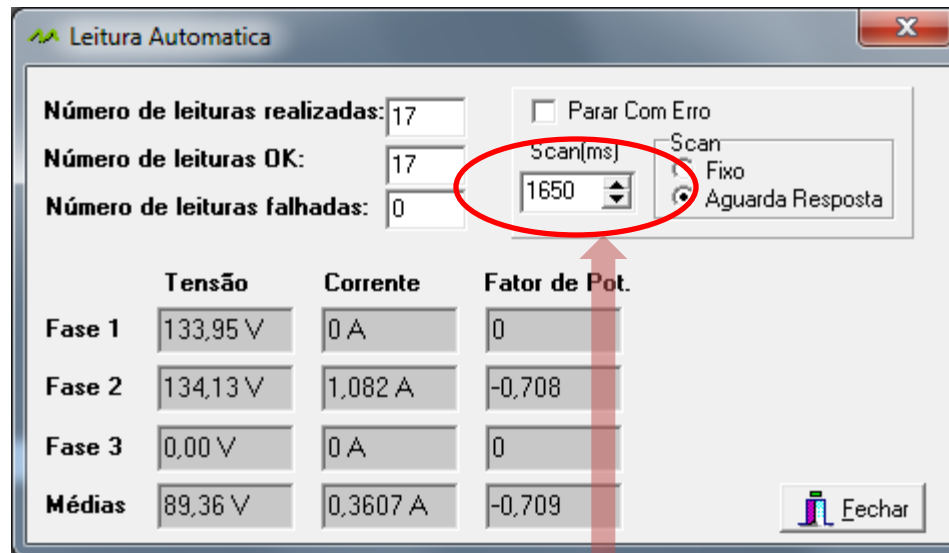 Leitura Automatica
Número de leituras realizadas: 17
Número de leituras OK: 17
Número de leituras falhadas: 0
Parar Com Erro
Scan(ms)
1650
Scan
Fixo
Aguarda Resposta
Tensão Corrente Fator de Pot.
Fase 1 133,95 V 0 A 0
Fase 2 134,13 V 1,082 A -0,708
Fase 3 0,00 V 0 A 0
Médias 89,36 V 0,3607 A -0,709
Fechar